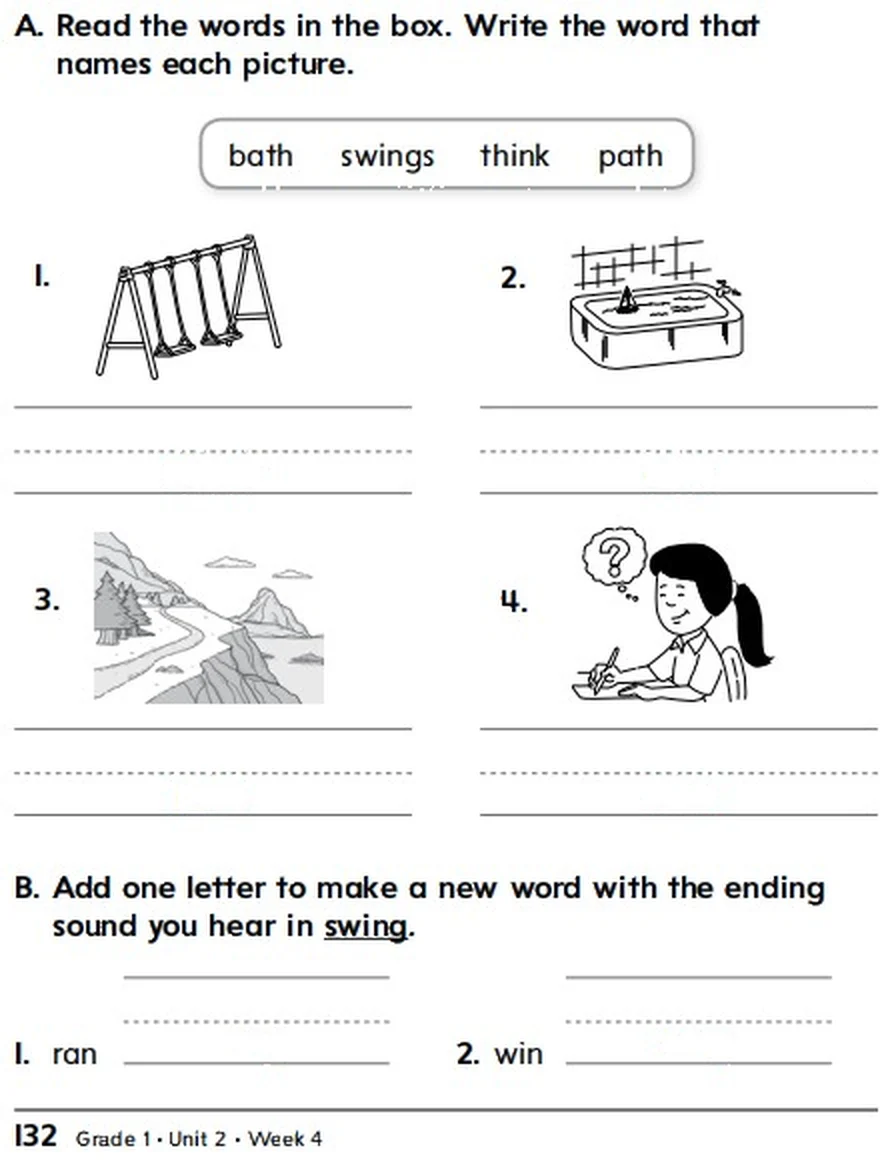 A. Read the words in the box. Write the word that
names each picture.
bath swings think path
1.
2.
?
3.
4.
B. Add one letter to make a new word with the ending
sound you hear in swing.
1. ran
2. win
132 Grade 1 • Unit 2 • Week 4